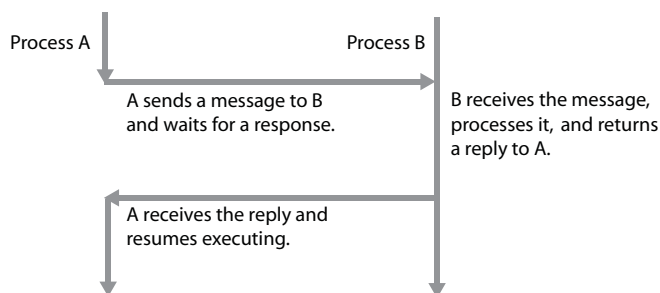 Process A
Process B
A sends a message to B
and waits for a response.
B receives the message,
processes it, and returns
a reply to A.
A receives the reply and
resumes executing.